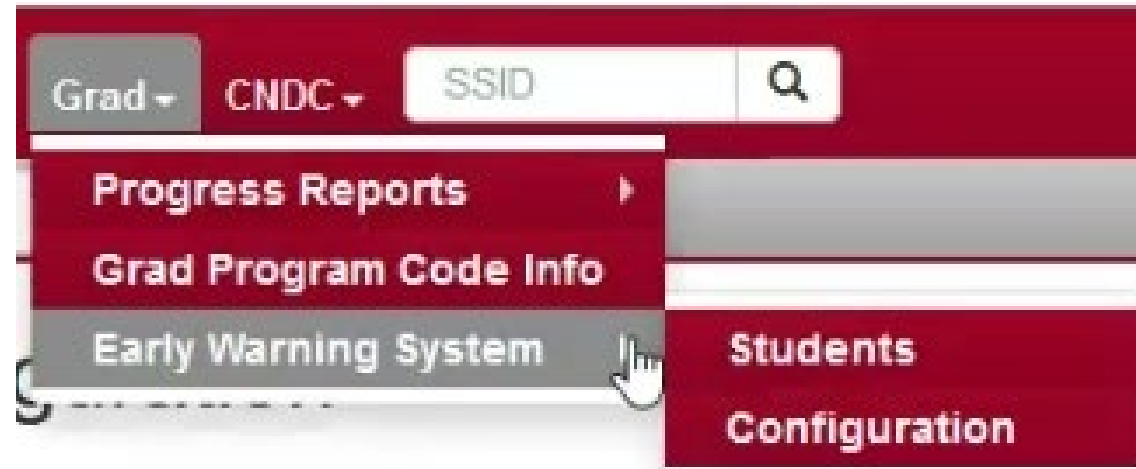 Grad CNDC SSID
Progress Reports
Grad Program Code Info
Early Warning System
Students
Configuration